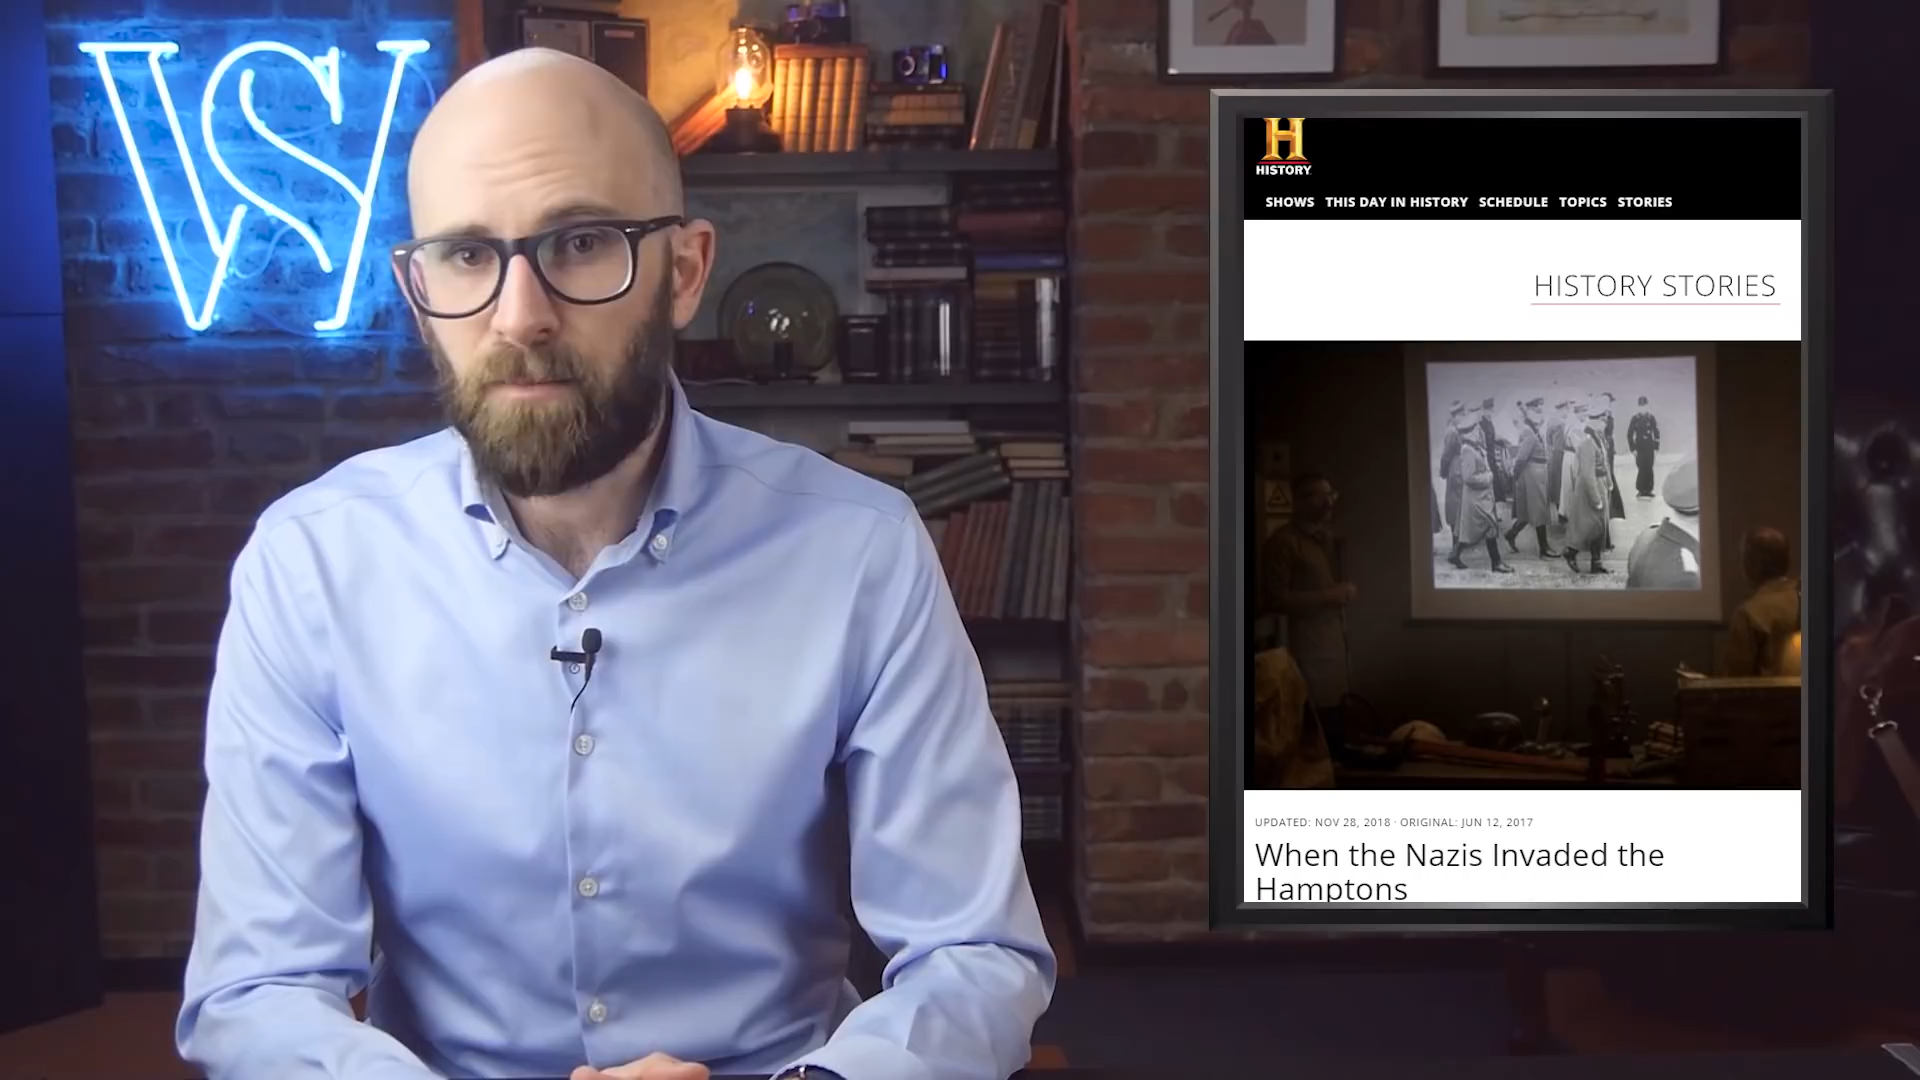 WS
H
HISTORY
SHOWS THIS DAY IN HISTORY SCHEDULE TOPICS STORIES
HISTORY STORIES
UPDATED: NOV 28, 2018 · ORIGINAL: JUN 12, 2017
When the Nazis Invaded the
Hamptons